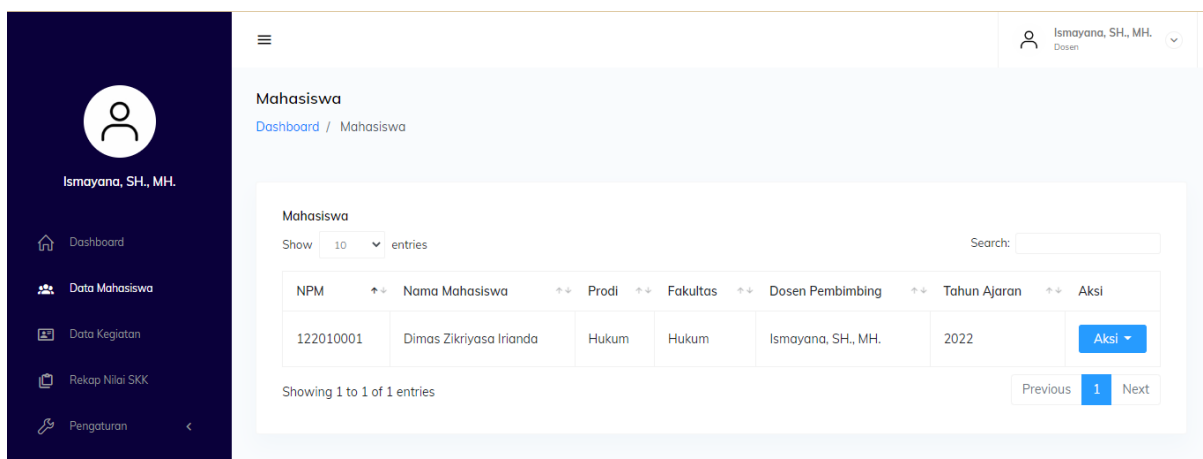 Ismayana, SH., MH.
Dosen
Ismayana, SH., MH.
Dashboard
Data Mahasiswa
Data Kegiatan
Rekap Nilai SKK
Pengaturan
Mahasiswa
Dashboard / Mahasiswa
Mahasiswa
Show 10 entries
Search:
NPM Nama Mahasiswa Prodi Fakultas Dosen Pembimbing Tahun Ajaran Aksi
122010001 Dimas Zikriyasa Irianda Hukum Hukum Ismayana, SH., MH. 2022 Aksi
Showing 1 to 1 of 1 entries
Previous 1 Next